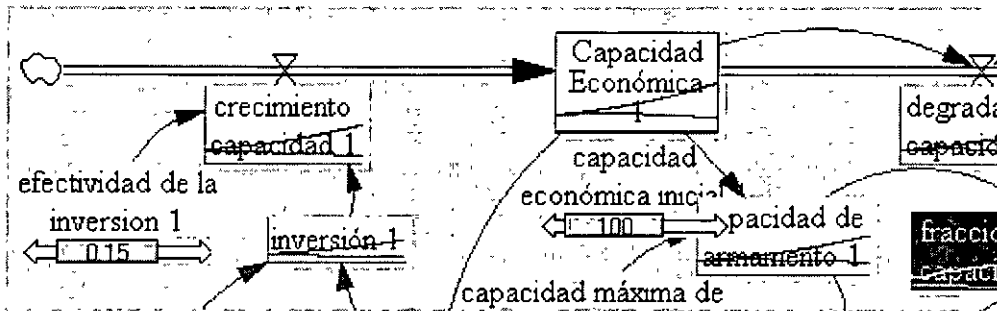 Capacidad
Económica
1
crecimiento
capacidad 1
degrada
capacid
efectividad de la
inversion 1
0.15
inversión 1
capacidad
económica inicial
100
pacidad de
armamento 1
fracció
capaci
capacidad máxima de